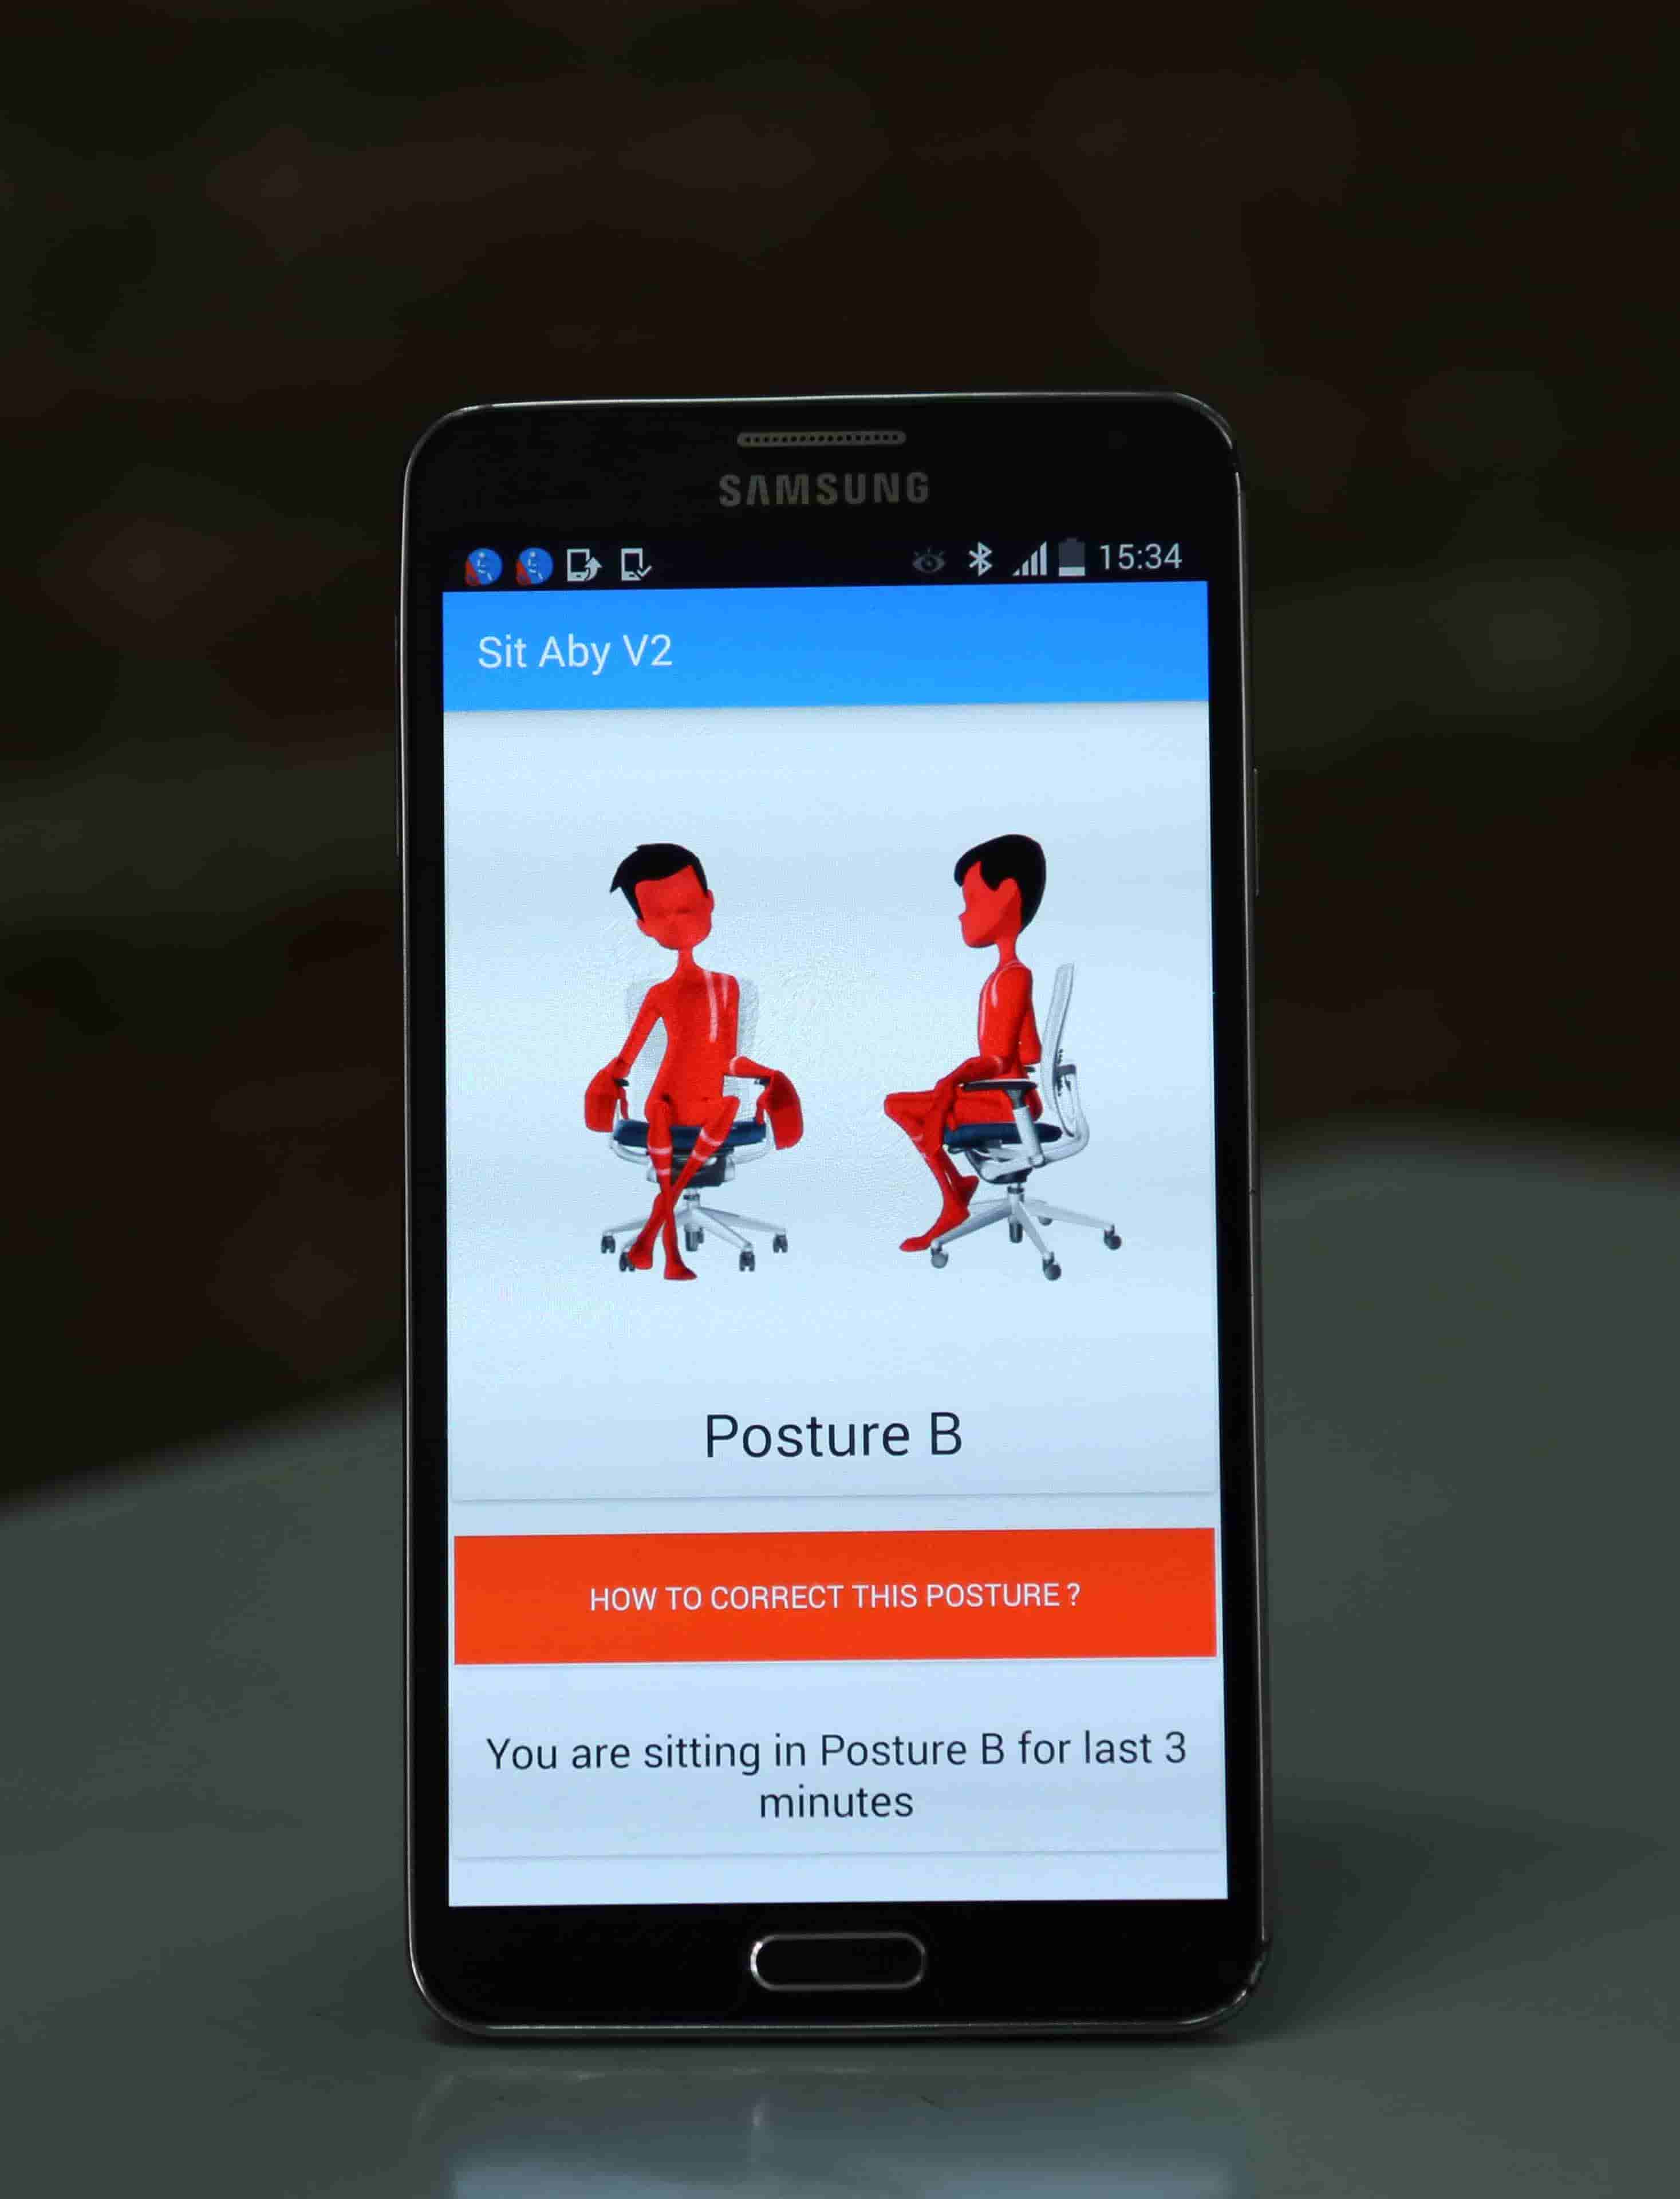 SAMSUNG
15:34
Sit Aby V2
Posture B
HOW TO CORRECT THIS POSTURE ?
You are sitting in Posture B for last 3
minutes